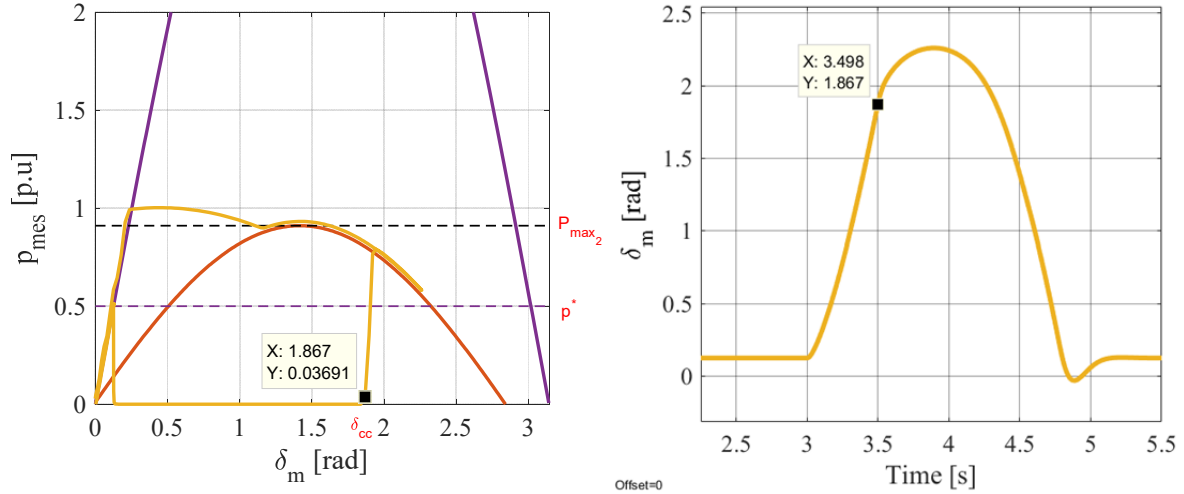 2
1.5
1
0.5
0
p_mes [p.u]
P_max_2
p*
X: 1.867
Y: 0.03691
0 0.5 1 1.5 2 2.5 3
δ_cc
δ_m [rad]
X: 3.498
Y: 1.867
2.5
2
1.5
1
0.5
0
δ_m [rad]
2.5 3 3.5 4 4.5 5 5.5
Time [s]
Offset=0